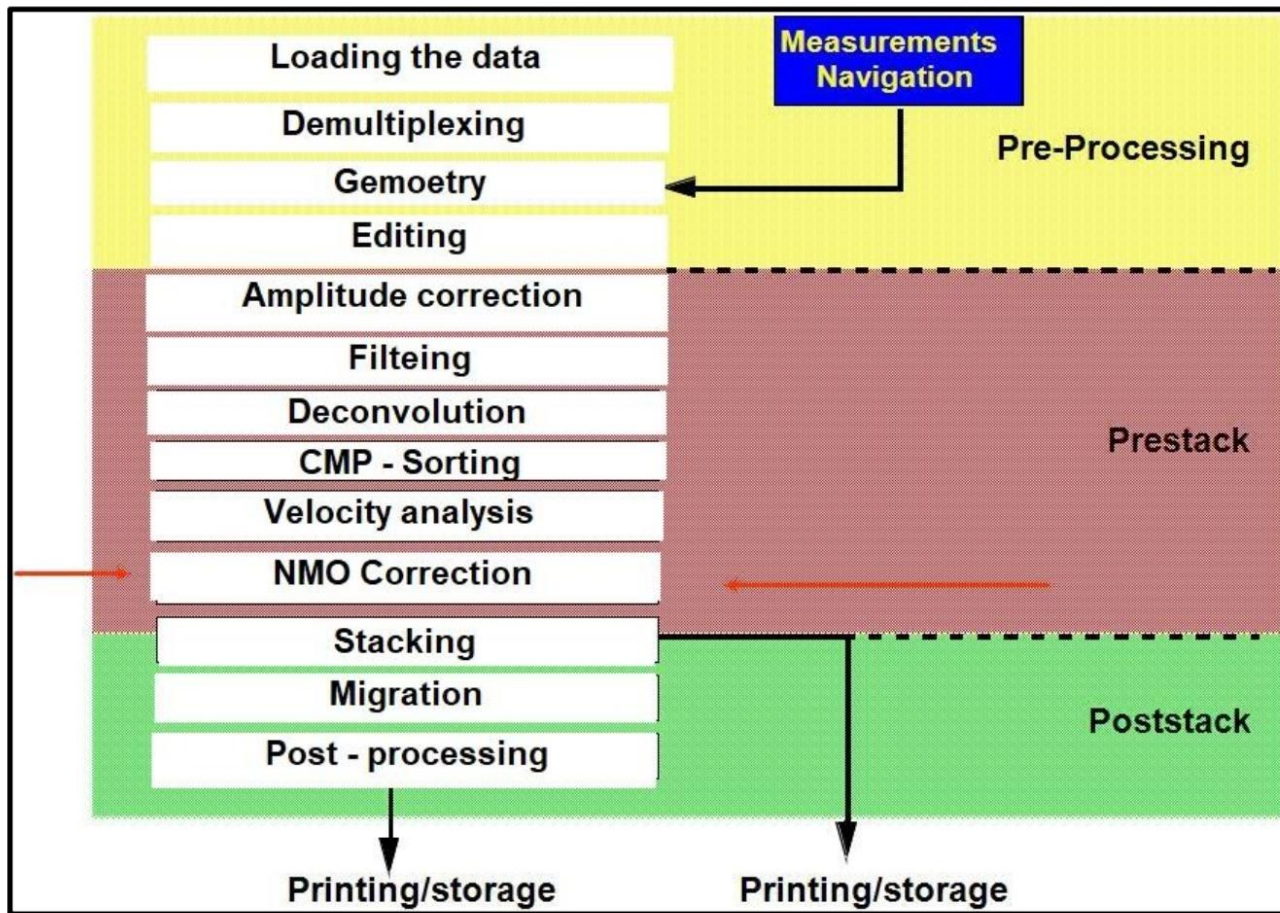 Loading the data
Measurements
Navigation
Demultiplexing
Pre-Processing
Gemoetry
Editing
Amplitude correction
Filteing
Deconvolution
Prestack
CMP - Sorting
Velocity analysis
NMO Correction
Stacking
Migration
Poststack
Post - processing
Printing/storage
Printing/storage